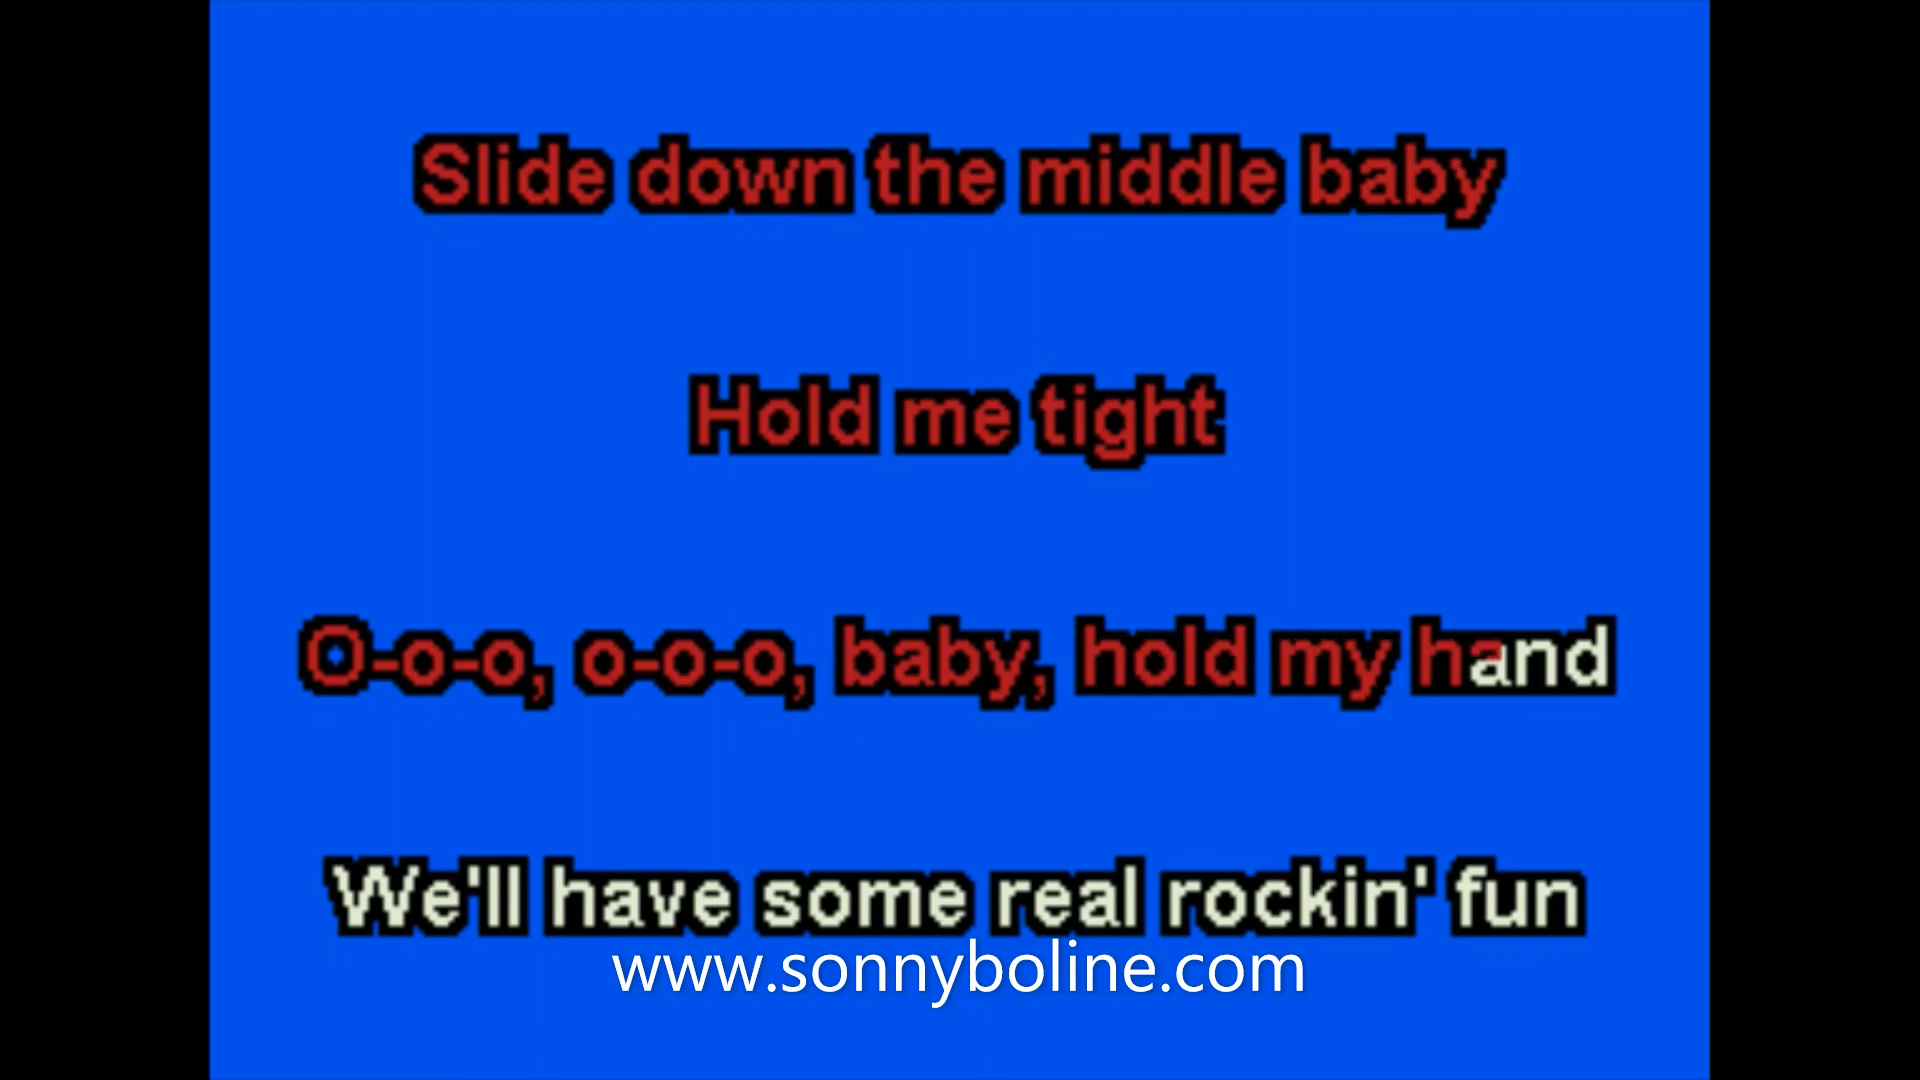 Slide down the middle baby
Hold me tight
O-o-o, o-o-o, baby, hold my hand
We'll have some real rockin' fun
www.sonnyboline.com